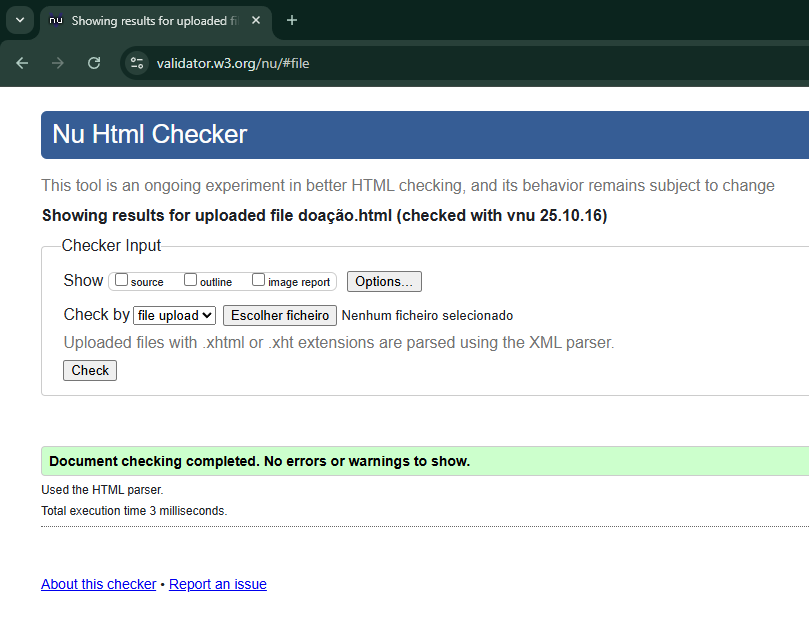 nu Showing results for uploaded fi
validator.w3.org/nu/#file
Nu Html Checker
This tool is an ongoing experiment in better HTML checking, and its behavior remains subject to change
Showing results for uploaded file doação.html (checked with vnu 25.10.16)
Checker Input
Show source outline image report Options...
Check by file upload Escolher ficheiro Nenhum ficheiro selecionado
Uploaded files with .xhtml or .xht extensions are parsed using the XML parser.
Check
Document checking completed. No errors or warnings to show.
Used the HTML parser.
Total execution time 3 milliseconds.
About this checker • Report an issue